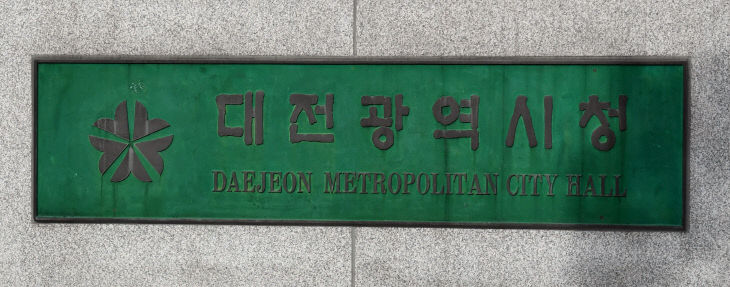 대전광역시청
DAEJEON METROPOLITAN CITY HALL